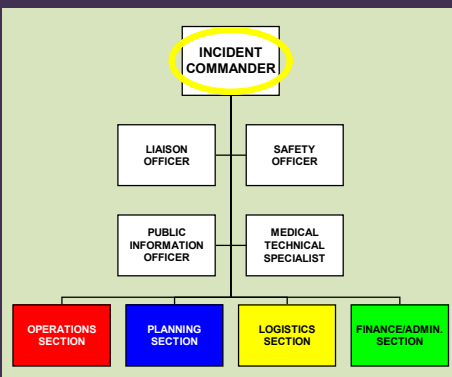 INCIDENT
COMMANDER
LIAISON
OFFICER
SAFETY
OFFICER
PUBLIC
INFORMATION
OFFICER
MEDICAL
TECHNICAL
SPECIALIST
OPERATIONS
SECTION
PLANNING
SECTION
LOGISTICS
SECTION
FINANCE/ADMIN.
SECTION